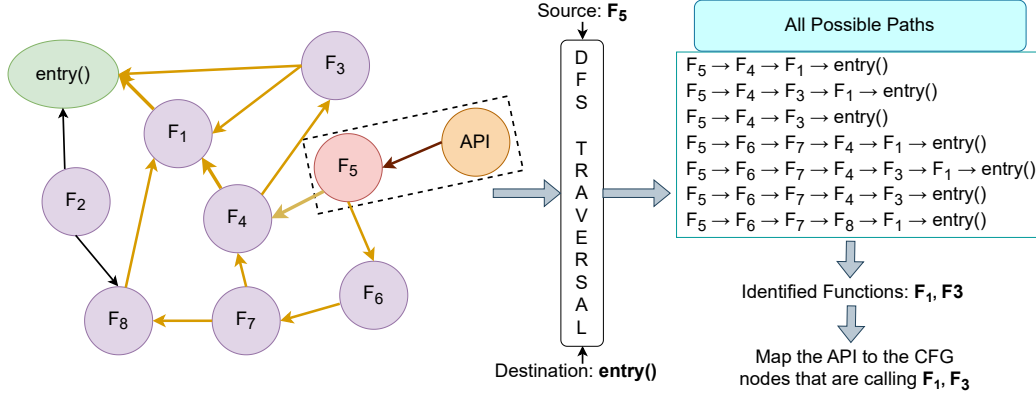 entry()
F₃
F₁
F₂
F₄
F₅
API
F₆
F₇
F₈
Source: F₅
DFS TRAVERSAL
Destination: entry()
All Possible Paths
F₅ → F₄ → F₁ → entry()
F₅ → F₄ → F₃ → F₁ → entry()
F₅ → F₄ → F₃ → entry()
F₅ → F₆ → F₇ → F₄ → F₁ → entry()
F₅ → F₆ → F₇ → F₄ → F₃ → F₁ → entry()
F₅ → F₆ → F₇ → F₄ → F₃ → entry()
F₅ → F₆ → F₇ → F₈ → F₁ → entry()
Identified Functions: F₁, F3
Map the API to the CFG
nodes that are calling F₁, F₃